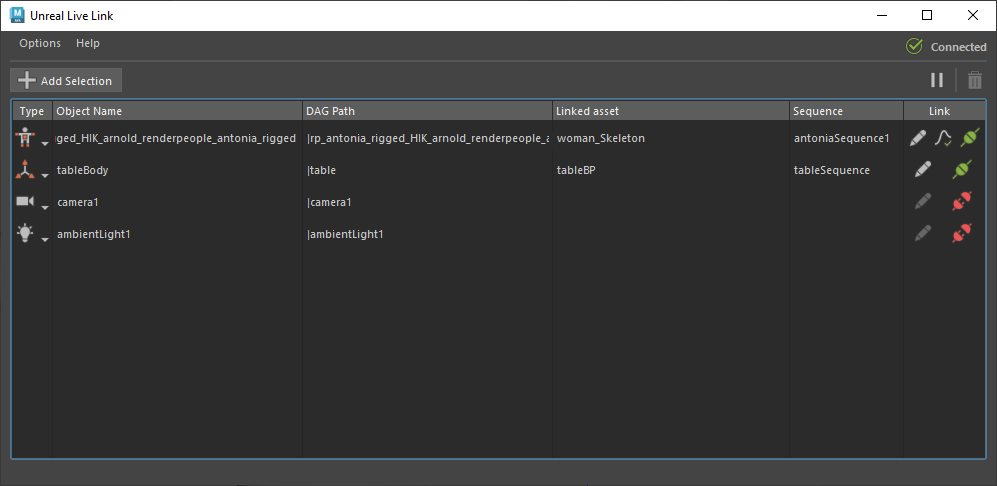 Unreal Live Link
Options Help
Connected
Add Selection
Type Object Name DAG Path Linked asset Sequence Link
ged_HIK_arnold_renderpeople_antonia_rigged |rp_antonia_rigged_HIK_arnold_renderpeople_a woman_Skeleton antoniaSequence1
tableBody |table tableBP tableSequence
camera1 |camera1
ambientLight1 |ambientLight1